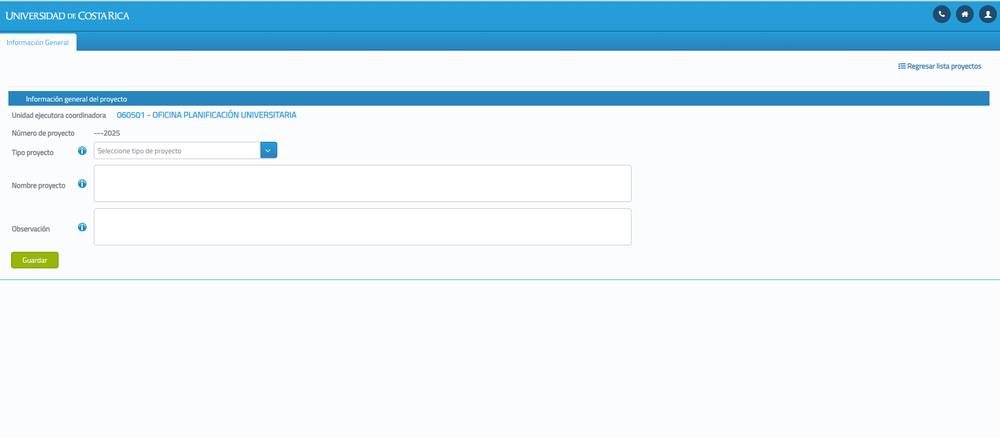 UNIVERSIDAD DE COSTA RICA
Información General
Regresar lista proyectos
Información general del proyecto
Unidad ejecutora coordinadora 060501 - OFICINA PLANIFICACIÓN UNIVERSITARIA
Número de proyecto ---2025
Tipo proyecto Seleccione tipo de proyecto
Nombre proyecto
Observación
Guardar